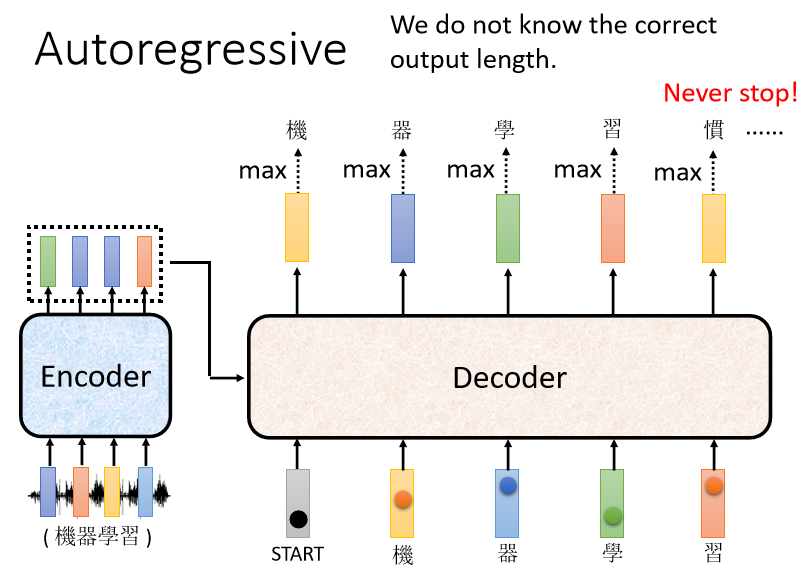 Autoregressive
We do not know the correct
output length.
Never stop!
機 器 學 習 慣 ······
max max max max max
Encoder
Decoder
( 機器學習 )
START 機 器 學 習